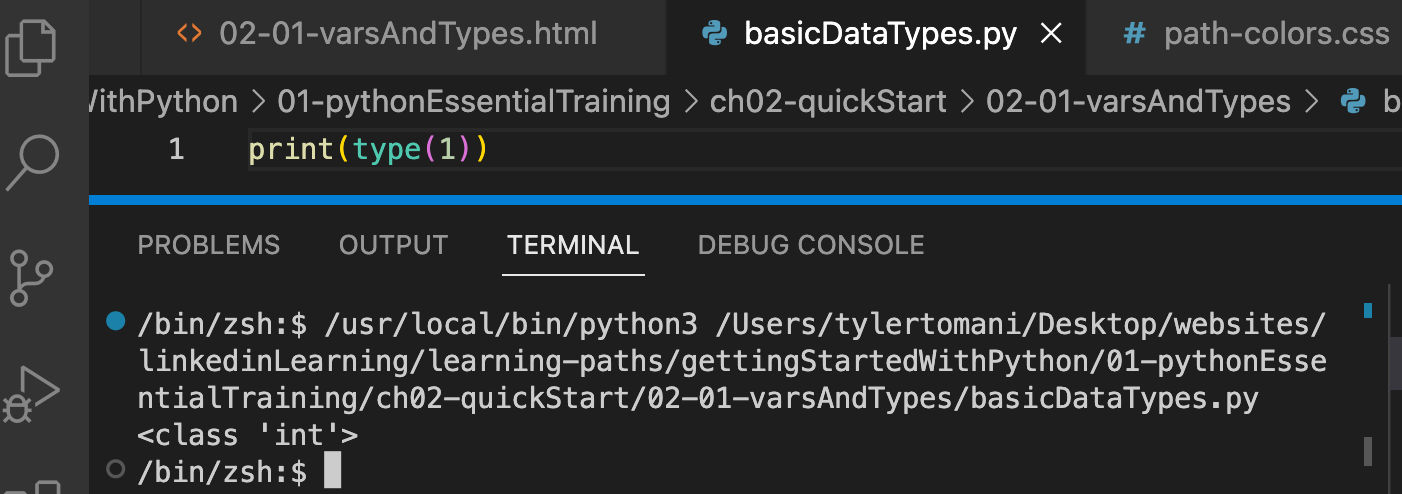 02-01-varsAndTypes.html basicDataTypes.py # path-colors.css
WithPython > 01-pythonEssentialTraining > ch02-quickStart > 02-01-varsAndTypes > b
1 print(type(1))
PROBLEMS OUTPUT TERMINAL DEBUG CONSOLE
/bin/zsh:$ /usr/local/bin/python3 /Users/tylertomani/Desktop/websites/
linkedinLearning/learning-paths/gettingStartedWithPython/01-pythonEsse
ntialTraining/ch02-quickStart/02-01-varsAndTypes/basicDataTypes.py
<class 'int'>
/bin/zsh:$